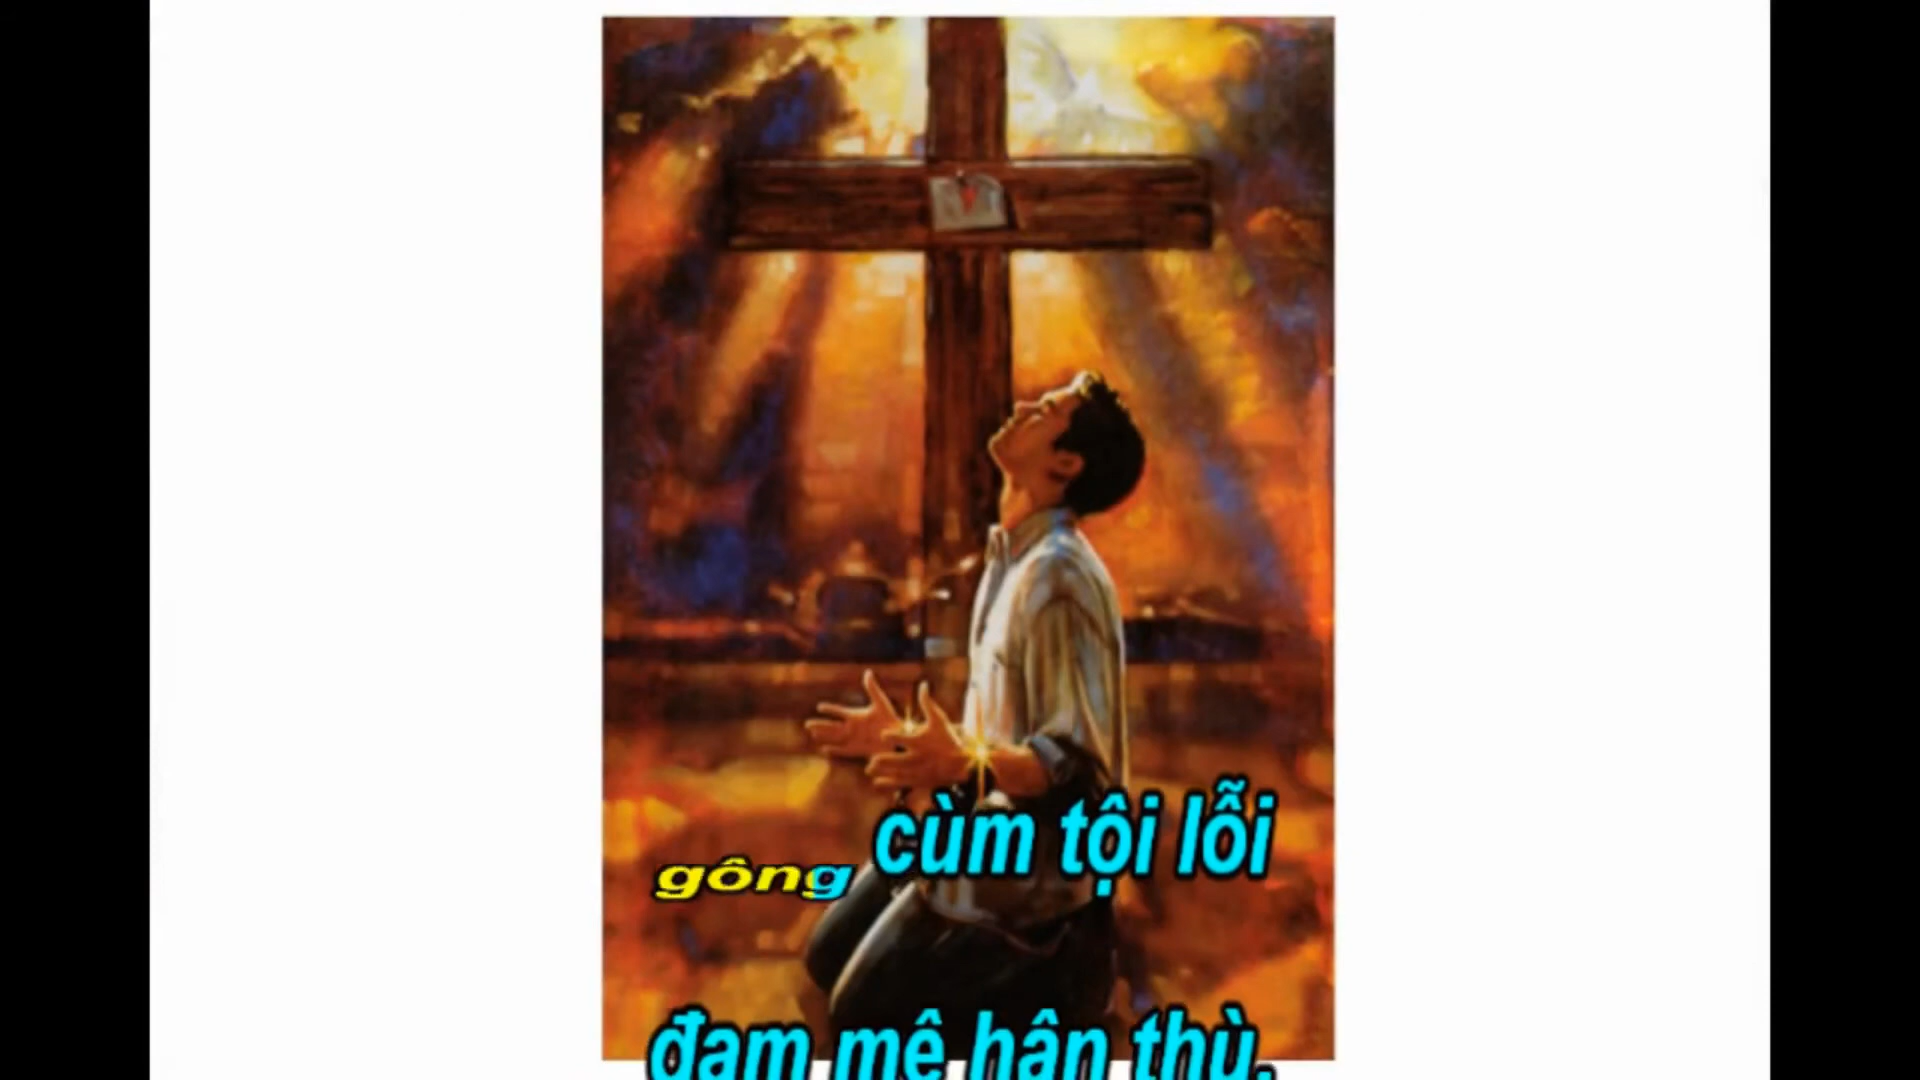 gông cùm tội lỗi
đam mê hận thù.